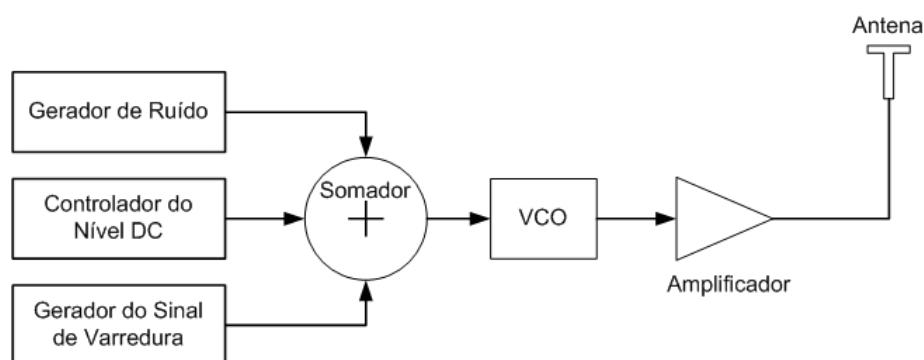 Antena
Gerador de Ruído
Somador
Controlador do
Nível DC
+
VCO
Amplificador
Gerador do Sinal
de Varredura